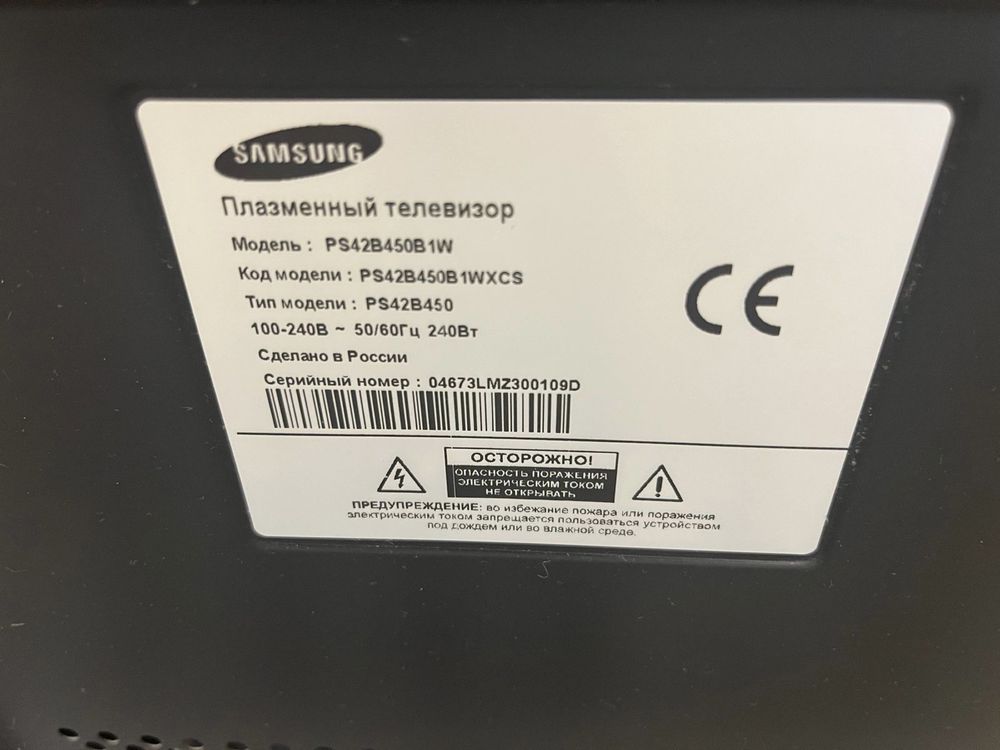 SAMSUNG
Плазменный телевизор
Модель : PS42B450B1W
Код модели : PS42B450B1WXCS
Тип модели : PS42B450
100-240В ~ 50/60Гц 240Вт
Сделано в России
Серийный номер : 04673LMZ300109D
CE
ОСТОРОЖНО!
ОПАСНОСТЬ ПОРАЖЕНИЯ
ЭЛЕКТРИЧЕСКИМ ТОКОМ
НЕ ОТКРЫВАТЬ
ПРЕДУПРЕЖДЕНИЕ: во избежание пожара или поражения
электрическим током запрещается пользоваться устройством
под дождем или во влажной среде.